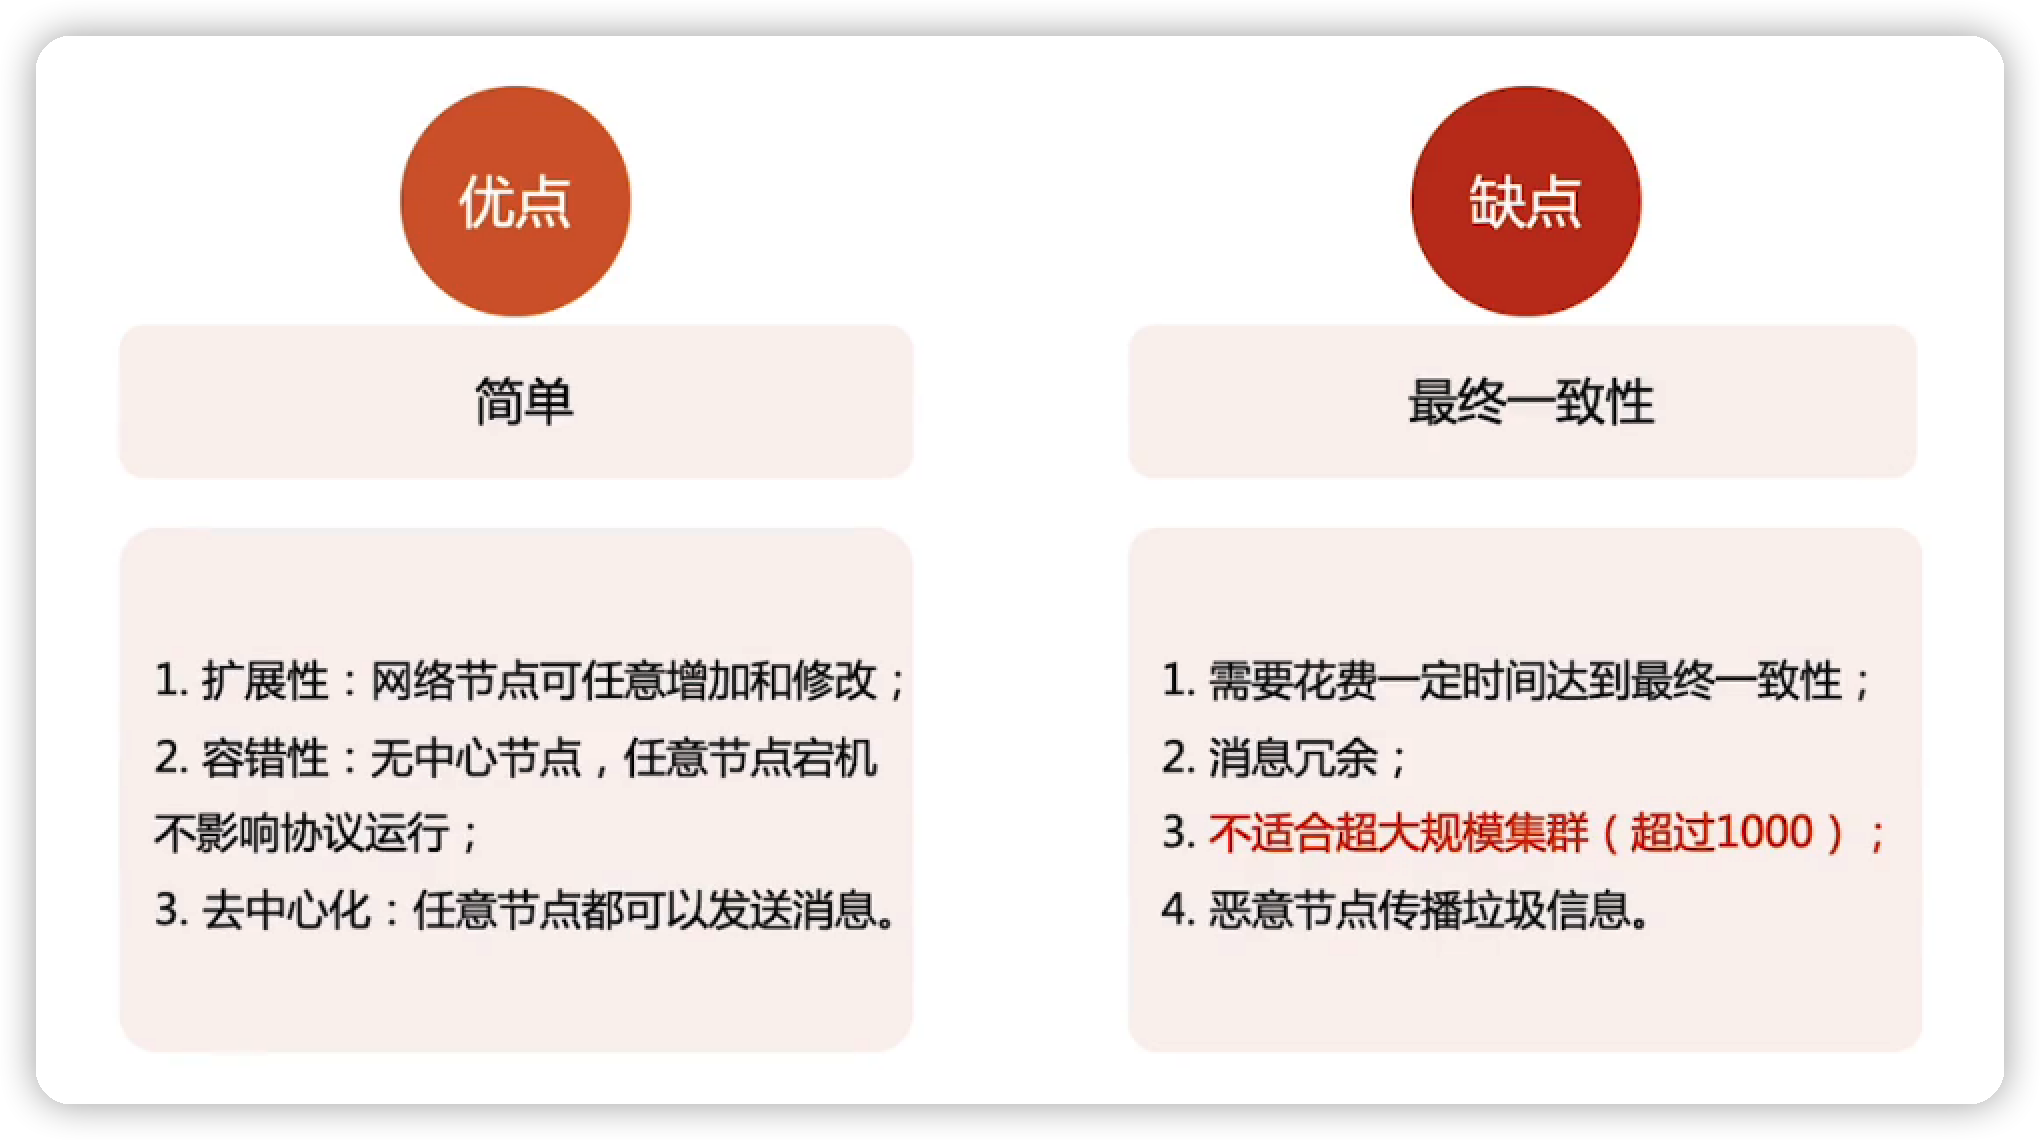 优点
简单
1. 扩展性：网络节点可任意增加和修改；
2. 容错性：无中心节点，任意节点宕机
不影响协议运行；
3. 去中心化：任意节点都可以发送消息。
缺点
最终一致性
1. 需要花费一定时间达到最终一致性；
2. 消息冗余；
3. 不适合超大规模集群（超过1000）；
4. 恶意节点传播垃圾信息。